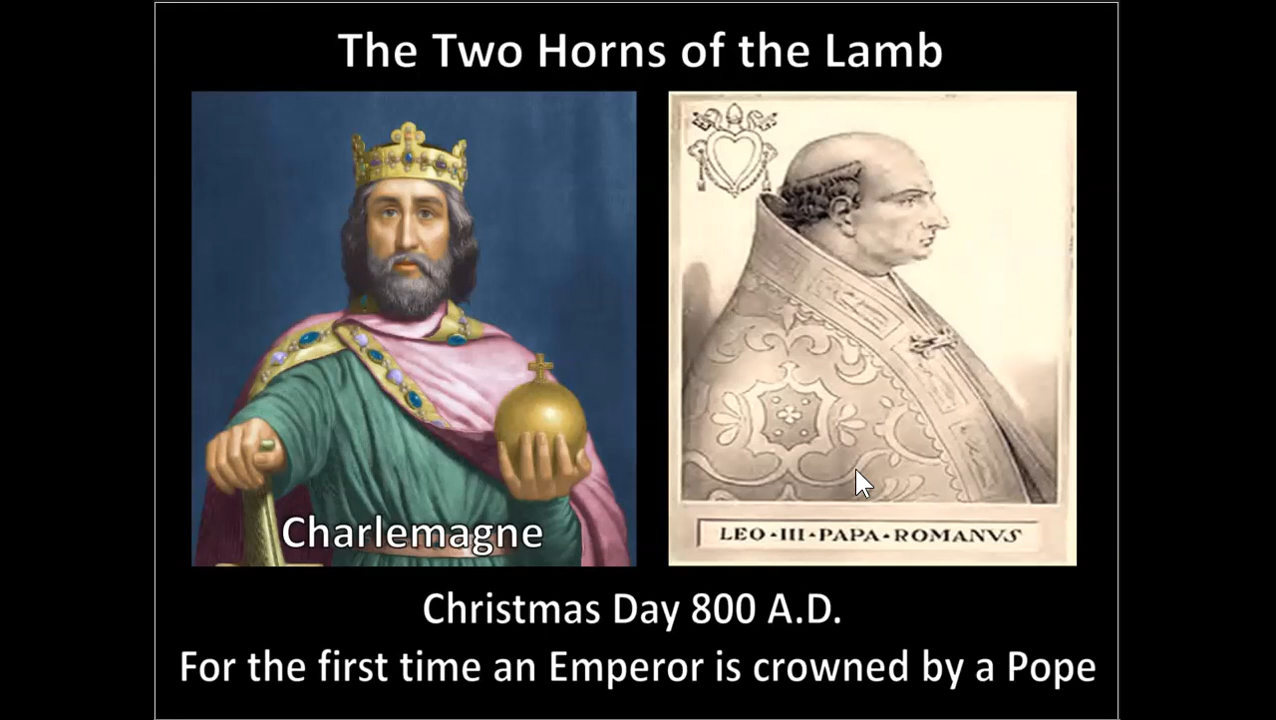 The Two Horns of the Lamb
Charlemagne
LEO·III·PAPA·ROMANVS
Christmas Day 800 A.D.
For the first time an Emperor is crowned by a Pope